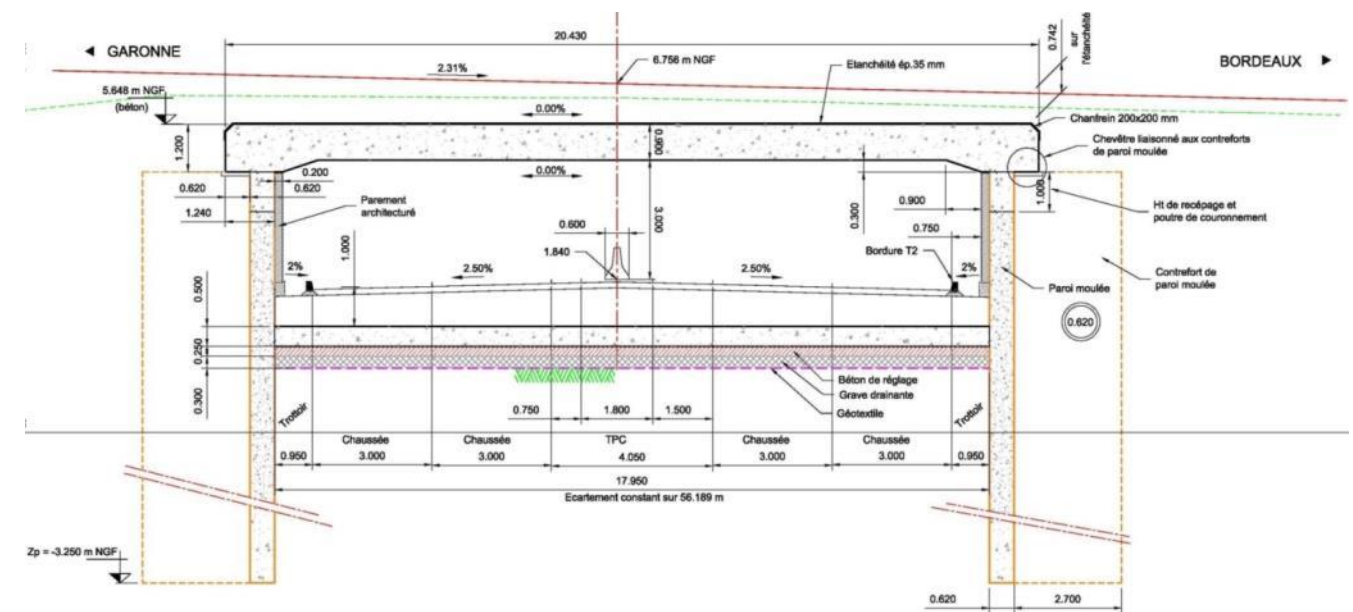 GARONNE
20.430
0.742
sur
l'étanchéité
6.756 m NGF
BORDEAUX
2.31%
Etanchéité ép.35 mm
5.648 m NGF
(béton)
0.00%
Chanfrein 200x200 mm
Chevêtre liaisonné aux contreforts
de paroi moulée
1.200
0.900
0.00%
0.200
0.620
0.620
1.240
Parement
architecturé
3.000
0.300
0.900
1.006
Ht de recépage et
poutre de couronnement
0.600
0.750
1.840
Bordure T2
1.000
2%
2.50%
2.50%
2%
Paroi moulée
Contrefort de
paroi moulée
0.500
0.620
0.250
0.300
Béton de réglage
Grave drainante
Géotextile
0.750
1.800
1.500
Trottoir
Chaussée
Chaussée
TPC
Chaussée
Chaussée
Trottoir
0.950
3.000
3.000
4.050
3.000
3.000
0.950
17.950
Ecartement constant sur 56.189 m
Zp = -3.250 m NGF
0.620
2.700